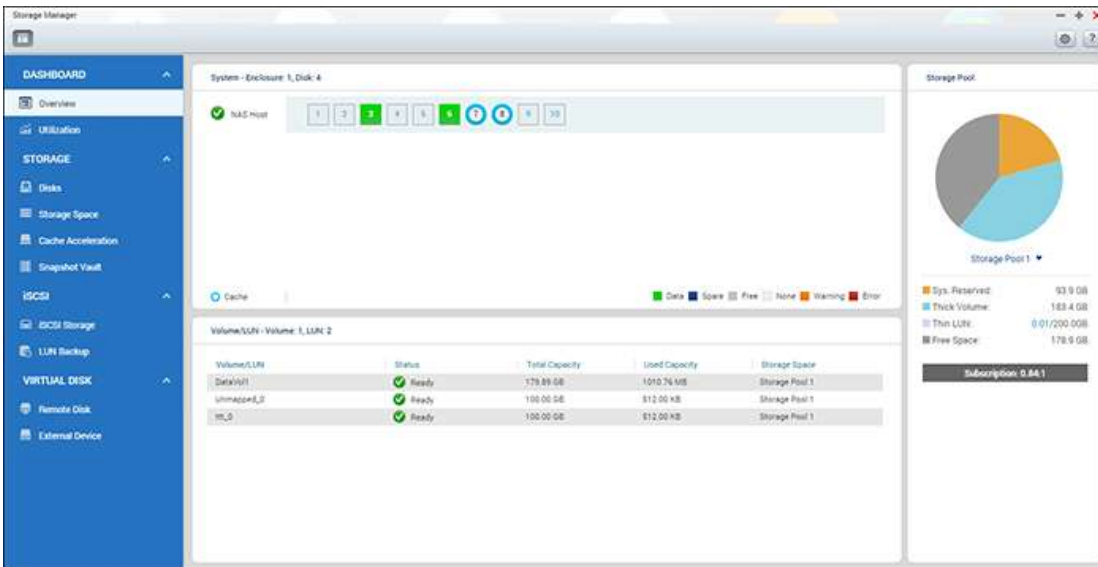 Storage Manager
DASHBOARD
Overview
Utilization
STORAGE
Disks
Storage Space
Cache Acceleration
Snapshot Vault
iSCSI
iSCSI Storage
LUN Backup
VIRTUAL DISK
Remote Disk
External Device
System - Enclosure: 1, Disk: 4
NAS Host 1 2 3 4 5 6 7 8 9 10
Cache Data Spare Free None Warning Error
Volume/LUN - Volume: 1, LUN: 2
Volume/LUN Status Total Capacity Used Capacity Storage Space
DataVol1 Ready 179.89 GB 1010.76 MB Storage Pool 1
Unmapped_0 Ready 100.00 GB 512.00 KB Storage Pool 1
Ready 100.00 GB 512.00 KB Storage Pool 1
Storage Pool
Storage Pool 1
Sys. Reserved: 93.9 GB
Thick Volume: 183.4 GB
Thin LUN: 0.01/200.0GB
Free Space: 178.9 GB
Subscription: 0.84:1